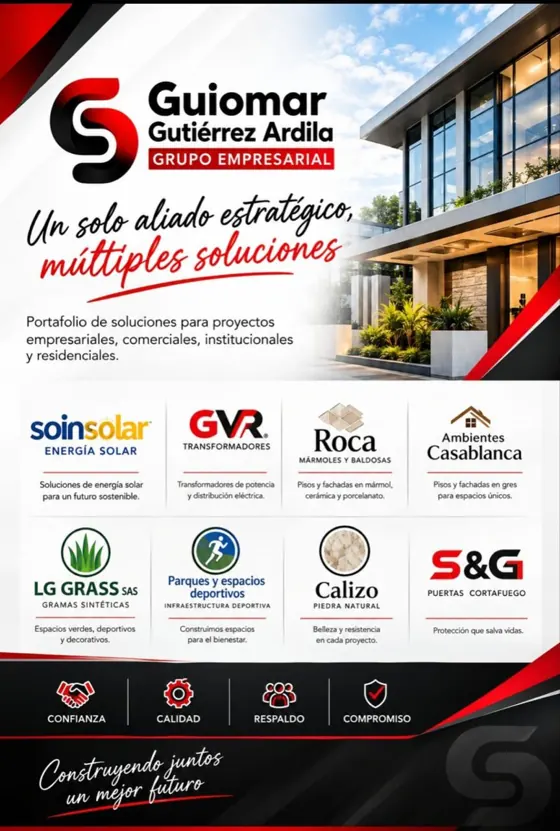 Guiomar
Gutiérrez Ardila
GRUPO EMPRESARIAL
Un solo aliado estratégico,
múltiples soluciones
Portafolio de soluciones para proyectos
empresariales, comerciales, institucionales
y residenciales.
soinsolar
ENERGÍA SOLAR
Soluciones de energía solar
para un futuro sostenible.
GVR®
TRANSFORMADORES
Transformadores de potencia
y distribución eléctrica.
Roca
MÁRMOLES Y BALDOSAS
Pisos y fachadas en mármol,
cerámica y porcelanato.
Ambientes
Casablanca
Pisos y fachadas en gres
para espacios únicos.
LG GRASS SAS
GRAMAS SINTÉTICAS
Espacios verdes, deportivos
y decorativos.
Parques y espacios
deportivos
INFRAESTRUCTURA DEPORTIVA
Construimos espacios
para el bienestar.
Calizo
PIEDRA NATURAL
Belleza y resistencia
en cada proyecto.
S&G
PUERTAS CORTAFUEGO
Protección que salva vidas.
CONFIANZA
CALIDAD
RESPALDO
COMPROMISO
Construyendo juntos
un mejor futuro